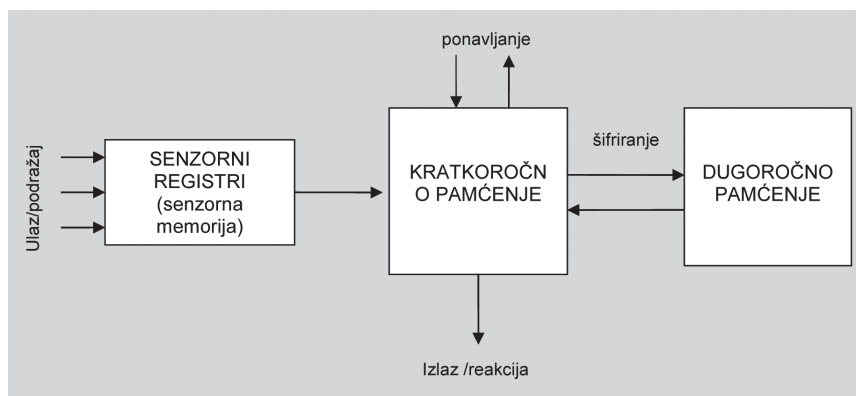 ponavljanje
Ulaz/podražaj
SENZORNI
REGISTRI
(senzorna
memorija)
KRATKOROČN
O PAMĆENJE
šifriranje
DUGOROČNO
PAMĆENJE
Izlaz /reakcija